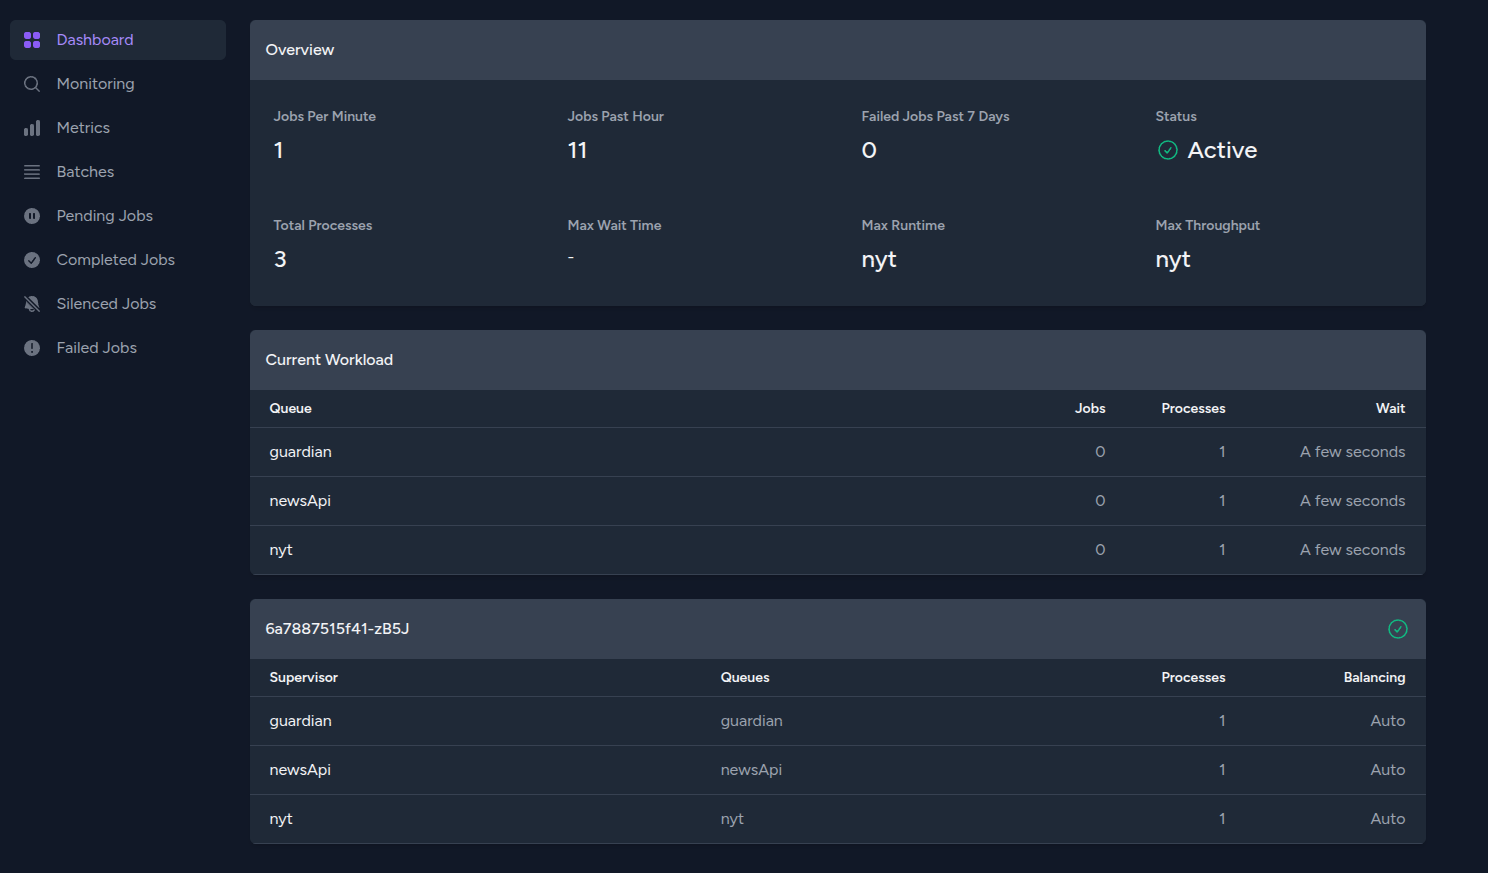 Dashboard
Monitoring
Metrics
Batches
Pending Jobs
Completed Jobs
Silenced Jobs
Failed Jobs
Overview
Jobs Per Minute Jobs Past Hour Failed Jobs Past 7 Days Status
1 11 0 Active
Total Processes Max Wait Time Max Runtime Max Throughput
3 - nyt nyt
Current Workload
Queue Jobs Processes Wait
guardian 0 1 A few seconds
newsApi 0 1 A few seconds
nyt 0 1 A few seconds
6a7887515f41-zB5J
Supervisor Queues Processes Balancing
guardian guardian 1 Auto
newsApi newsApi 1 Auto
nyt nyt 1 Auto